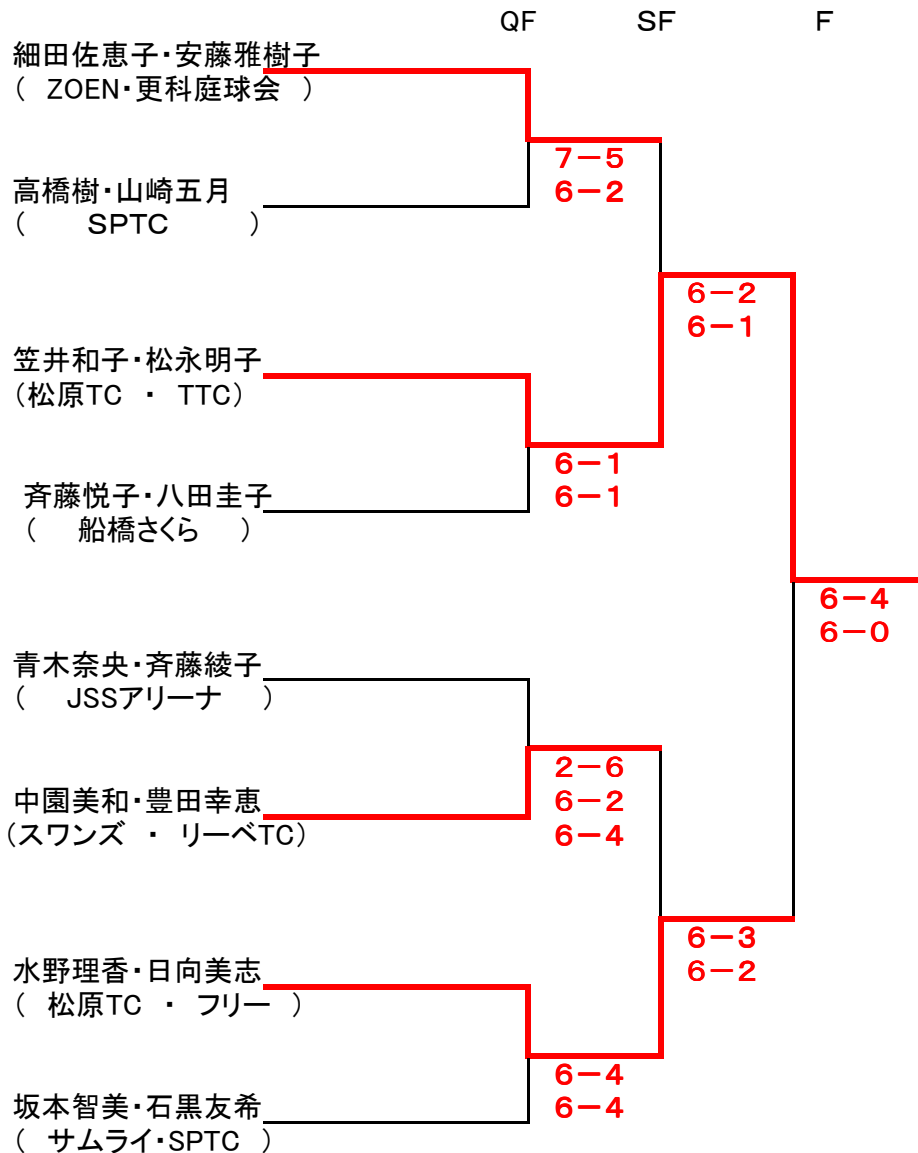 QF SF F
細田佐恵子・安藤雅樹子
( ZOEN・更科庭球会 )
7-5
6-2
高橋樹・山崎五月
( SPTC )
6-2
6-1
笠井和子・松永明子
(松原TC ・ TTC)
6-1
6-1
斉藤悦子・八田圭子
( 船橋さくら )
6-4
6-0
青木奈央・斉藤綾子
( JSSアリーナ )
2-6
6-2
6-4
中園美和・豊田幸恵
(スワンズ ・ リーベTC)
6-3
6-2
水野理香・日向美志
( 松原TC ・ フリー )
6-4
6-4
坂本智美・石黒友希
( サムライ・SPTC )